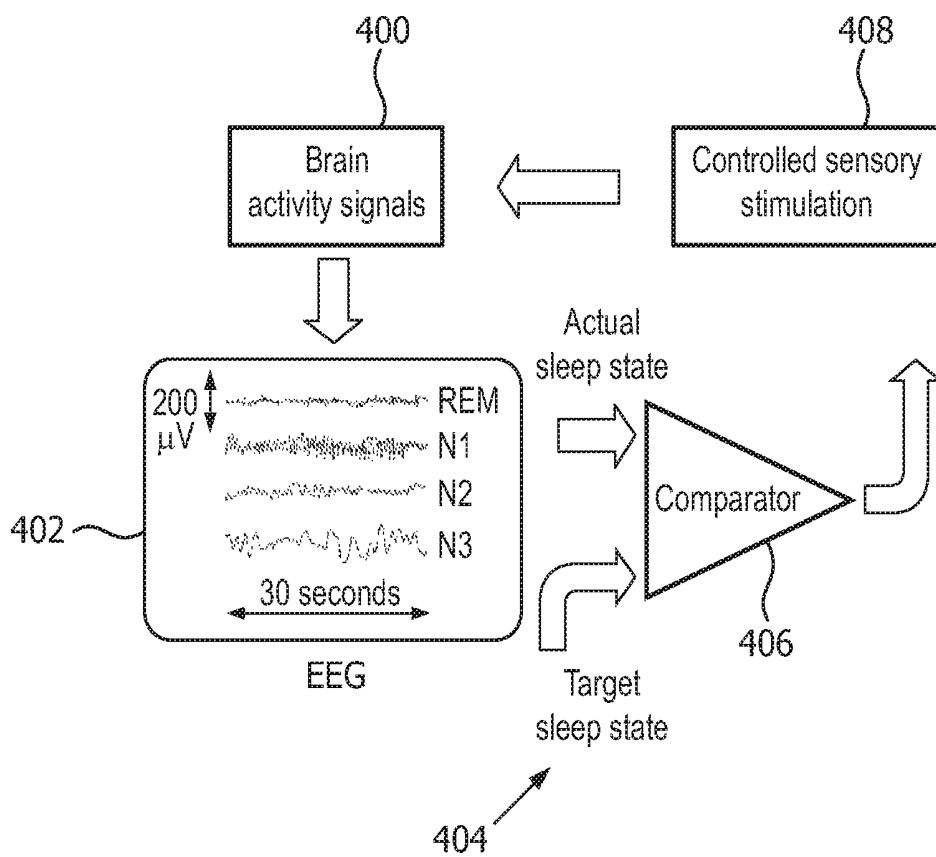 400
408
Brain
activity signals
Controlled sensory
stimulation
Actual
sleep state
200
μV
REM
N1
N2
N3
30 seconds
402
Comparator
406
EEG
Target
sleep state
404